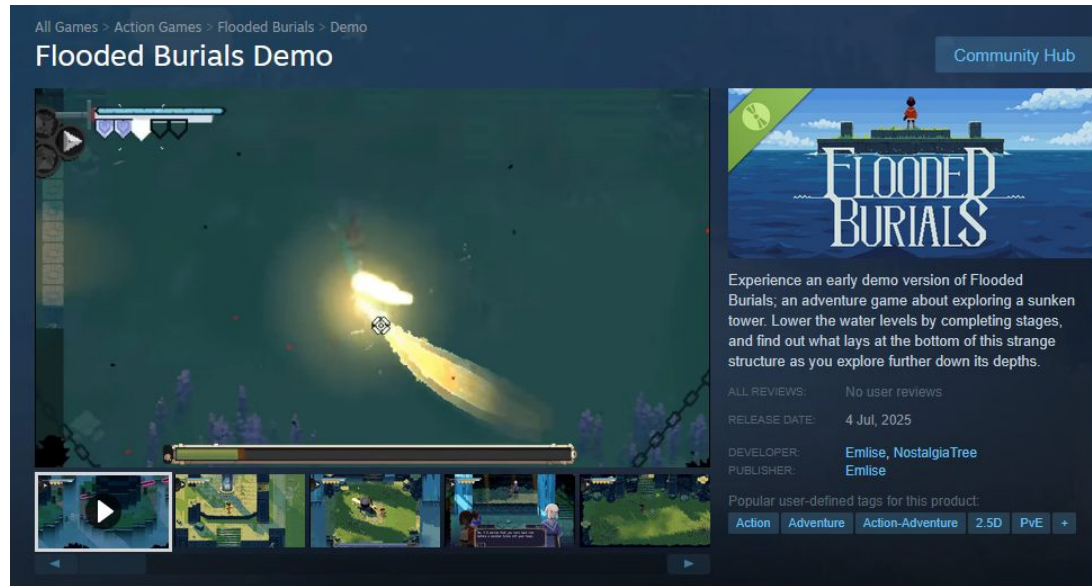 All Games > Action Games > Flooded Burials > Demo
Flooded Burials Demo
Community Hub
FLOODED
BURIALS
Experience an early demo version of Flooded
Burials; an adventure game about exploring a sunken
tower. Lower the water levels by completing stages,
and find out what lays at the bottom of this strange
structure as you explore further down its depths.
ALL REVIEWS: No user reviews
RELEASE DATE: 4 Jul, 2025
DEVELOPER: Emlise, NostalgiaTree
PUBLISHER: Emlise
Popular user-defined tags for this product:
Action Adventure Action-Adventure 2.5D PvE +